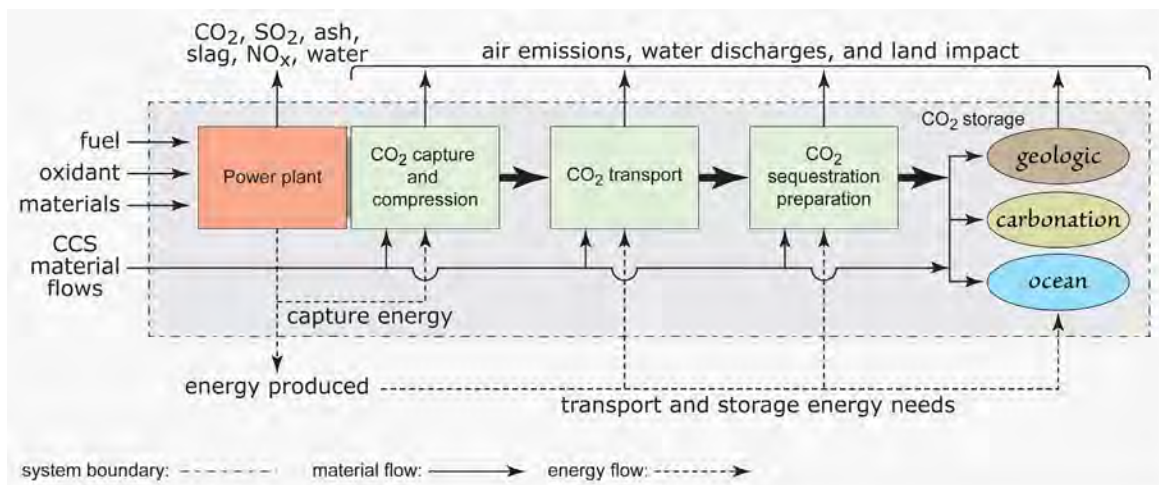 CO2, SO2, ash,
slag, NOx, water
air emissions, water discharges, and land impact
fuel
oxidant
materials
CCS
material
flows
Power plant
CO2 capture
and
compression
CO2 transport
CO2
sequestration
preparation
CO2 storage
geologic
carbonation
ocean
capture energy
energy produced
transport and storage energy needs
system boundary:
material flow:
energy flow: